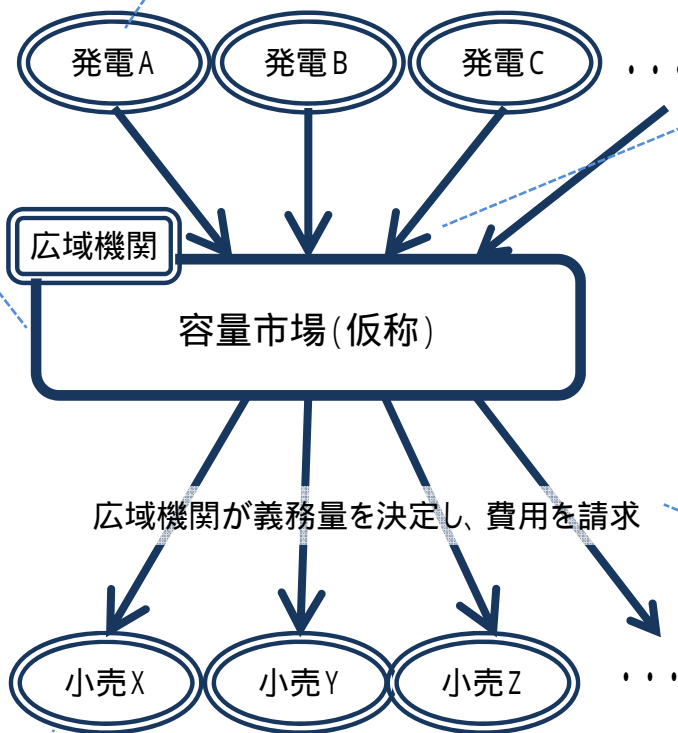 発電A 発電B 発電C ・・・
広域機関
容量市場(仮称)
広域機関が義務量を決定し、費用を請求
小売X 小売Y 小売Z ・・・・